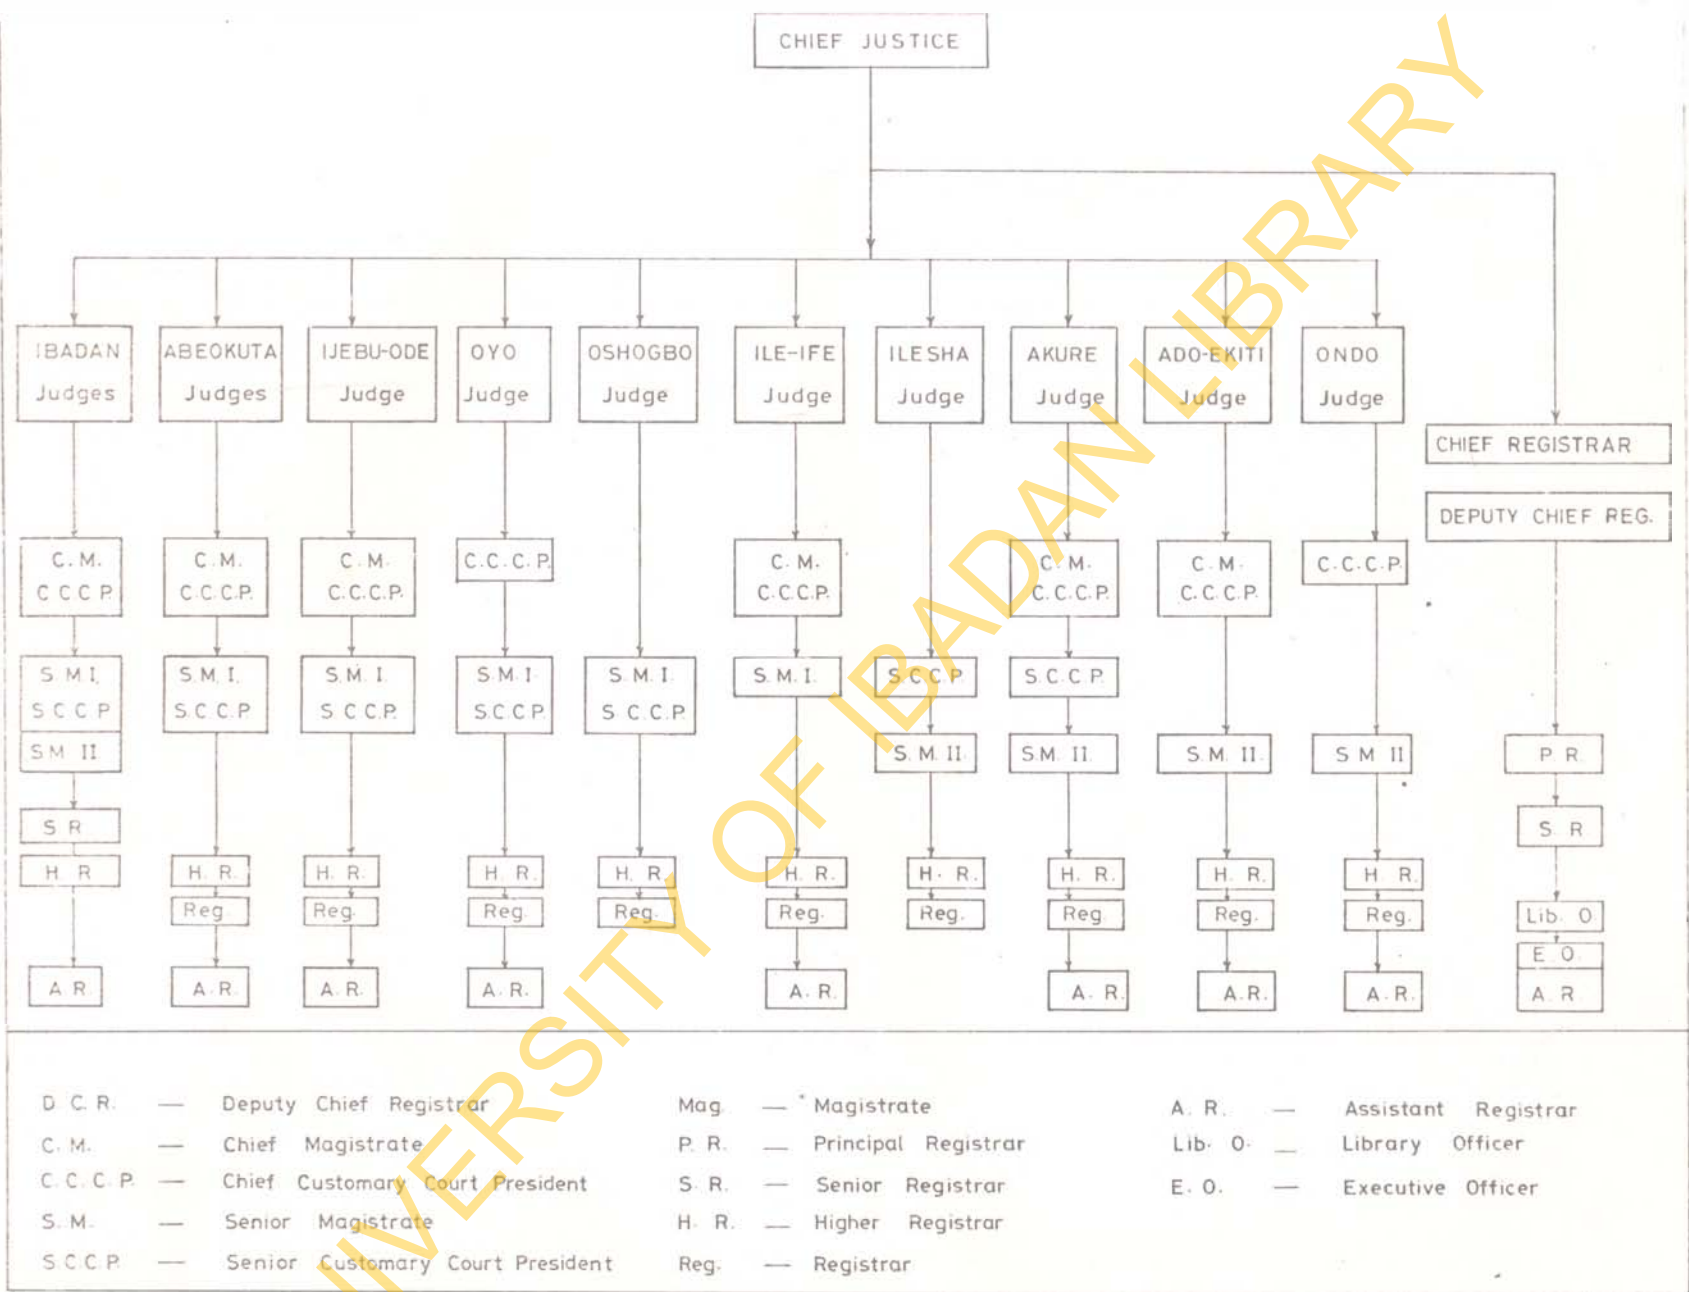 CHIEF JUSTICE
IBADAN
Judges
ABEOKUTA
Judges
IJEBU-ODE
Judge
OYO
Judge
OSHOGBO
Judge
ILE-IFE
Judge
ILESHA
Judge
AKURE
Judge
ADO-EKITI
Judge
ONDO
Judge
CHIEF REGISTRAR
DEPUTY CHIEF REG.
C. M.
C C C P.
C. M.
C.C.C.P.
C. M.
C.C.C.P.
C.C.C.P.
C. M.
C.C.C.P.
C. M.
C.C.C.P.
C. M.
C.C.C.P.
C.C.C.P.
S. M. I.
S C C P
S M II
S. M. I.
S.C.C.P.
S. M. I.
S.C.C.P.
S. M. I.
S.C.C.P.
S. M. I.
S.C.C.P.
S. M. I.
S.C.C.P.
S. M. II.
S.C.C.P.
S. M. II.
S. M. II.
S M II
P. R.
S R
S. R
H R
H. R.
Reg.
H. R.
Reg.
H. R.
Reg.
H. R.
Reg.
H. R.
Reg.
H. R.
Reg.
H. R.
Reg
H. R.
Reg.
H R.
Reg.
Lib. O.
E. O.
A. R
A. R.
A. R.
A. R.
A. R.
A. R.
A. R.
A. R.
A. R.
D C. R. — Deputy Chief Registrar
C. M. — Chief Magistrate
C. C. C. P. — Chief Customary Court President
S. M. — Senior Magistrate
S.C.C.P. — Senior Customary Court President
Mag. — Magistrate
P. R. — Principal Registrar
S. R. — Senior Registrar
H. R. — Higher Registrar
Reg. — Registrar
A. R. — Assistant Registrar
Lib. O. — Library Officer
E. O. — Executive Officer
IVERSITY OF IBADAN LIBRARY